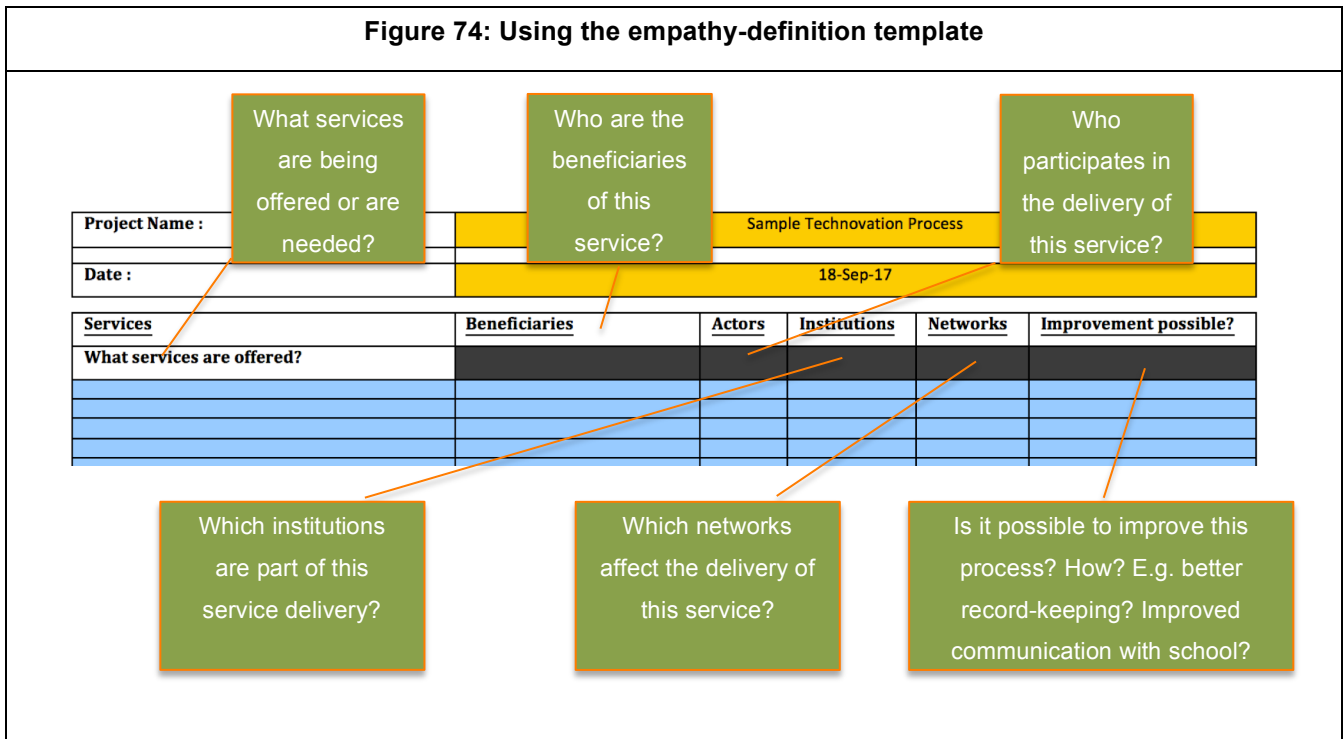 Figure 74: Using the empathy-definition template
What services
are being
offered or are
needed?
Who are the
beneficiaries
of this
service?
Who
participates in
the delivery of
this service?
Project Name :
Sample Technovation Process
Date :
18-Sep-17
Services Beneficiaries Actors Institutions Networks Improvement possible?
What services are offered?
Which institutions
are part of this
service delivery?
Which networks
affect the delivery of
this service?
Is it possible to improve this
process? How? E.g. better
record-keeping? Improved
communication with school?